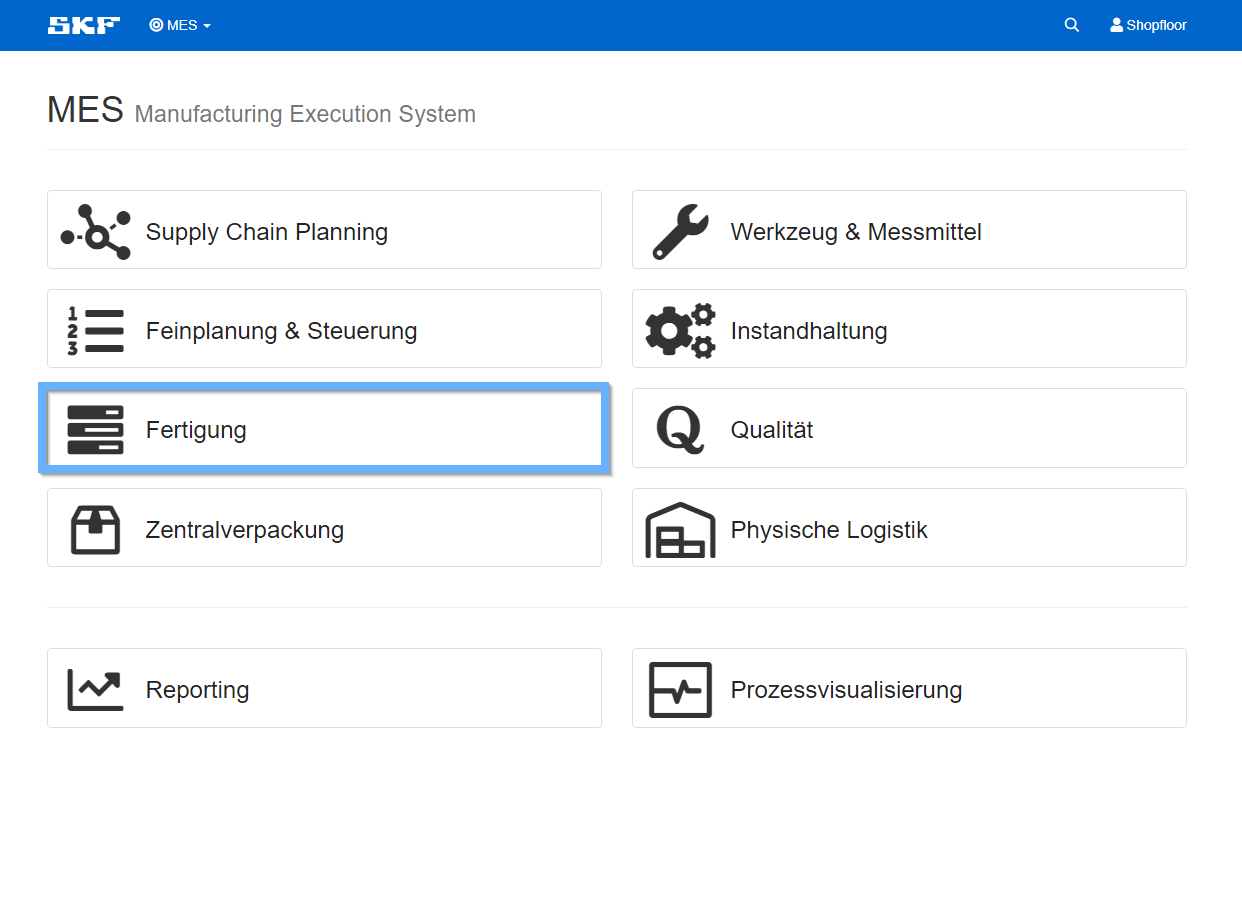 SKF MES Shopfloor
MES Manufacturing Execution System
Supply Chain Planning
Werkzeug & Messmittel
1
2
3
Feinplanung & Steuerung
Instandhaltung
Fertigung
Q Qualität
Zentralverpackung
Physische Logistik
Reporting
Prozessvisualisierung